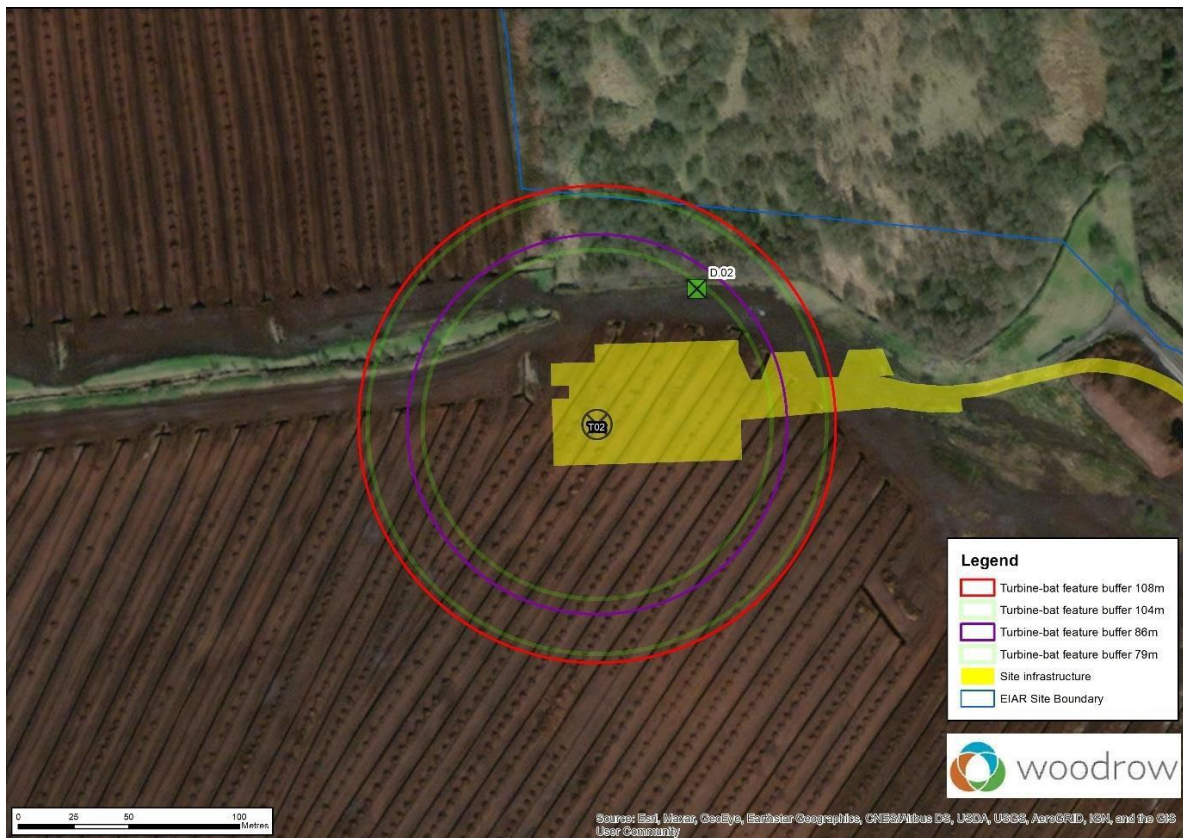 D.02
T02
Legend
Turbine-bat feature buffer 108m
Turbine-bat feature buffer 104m
Turbine-bat feature buffer 86m
Turbine-bat feature buffer 79m
Site infrastructure
EIAR Site Boundary
woodrow
0 25 50 100
Metres
Source: Esri, Maxar, GeoEye, Earthstar Geographics, CNES/Airbus DS, USDA, USGS, AeroGRID, IGN, and the GIS
User Community